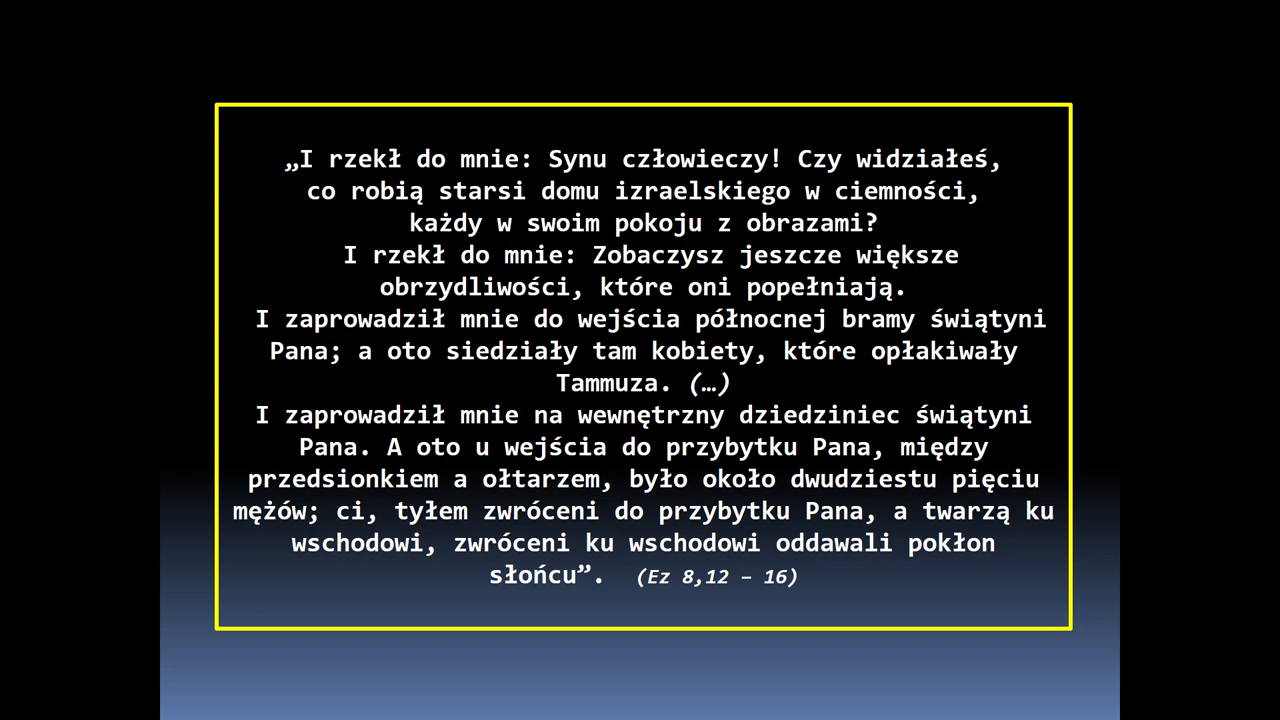 „I rzekł do mnie: Synu człowieczy! Czy widziałeś,
co robią starsi domu izraelskiego w ciemności,
każdy w swoim pokoju z obrazami?
I rzekł do mnie: Zobaczysz jeszcze większe
obrzydliwości, które oni popełniają.
I zaprowadził mnie do wejścia północnej bramy świątyni
Pana; a oto siedziały tam kobiety, które opłakiwały
Tammuza. (…)
I zaprowadził mnie na wewnętrzny dziedziniec świątyni
Pana. A oto u wejścia do przybytku Pana, między
przedsionkiem a ołtarzem, było około dwudziestu pięciu
mężów; ci, tyłem zwróceni do przybytku Pana, a twarzą ku
wschodowi, zwróceni ku wschodowi oddawali pokłon
słońcu”. (Ez 8,12 – 16)